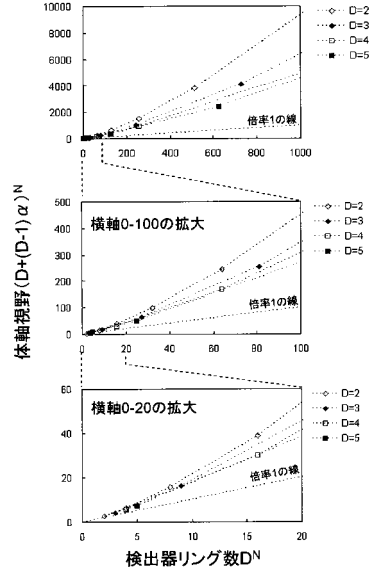 10000
8000
6000
4000
2000
0
0 200 400 600 800 1000
倍率1の線
D=2
D=3
D=4
D=5
体軸視野(D+(D-1)α)^N
500
400
300
200
100
0
0 20 40 60 80 100
横軸0-100の拡大
倍率1の線
D=2
D=3
D=4
D=5
60
40
20
0
0 5 10 15 20
横軸0-20の拡大
倍率1の線
D=2
D=3
D=4
D=5
検出器リング数D^N